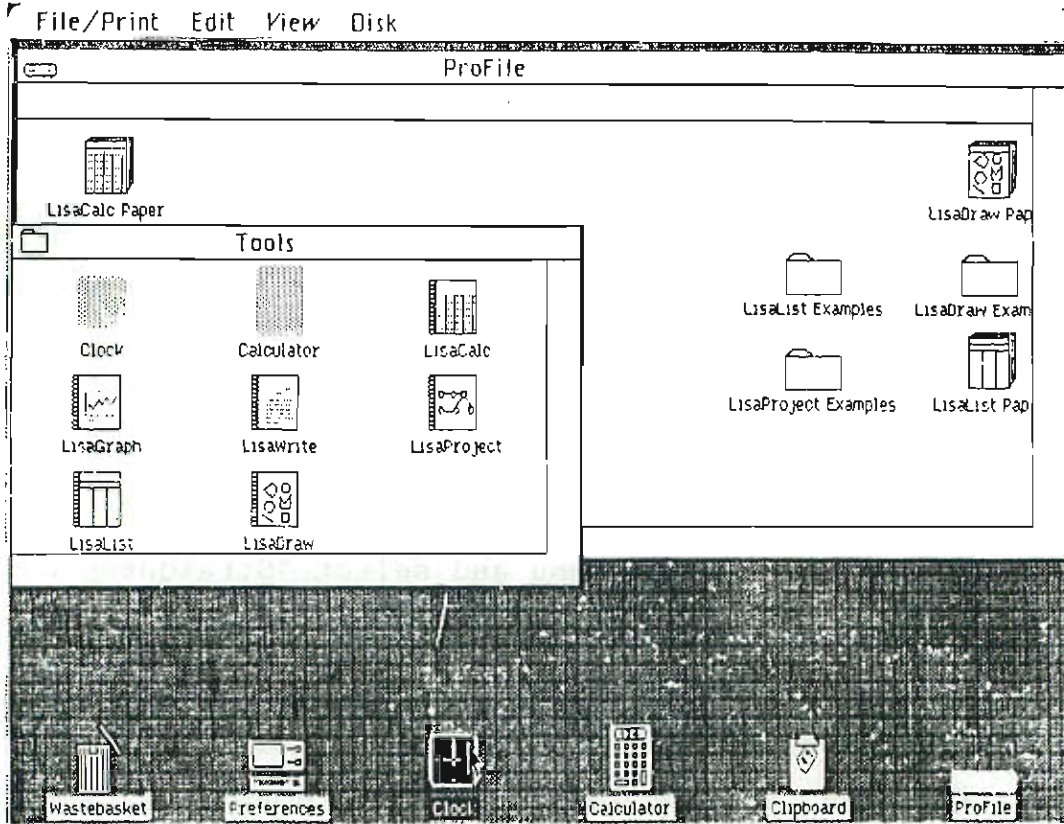 File/Print Edit View Disk
ProFile
LisaCalc Paper
LisaDraw Pap
Tools
LisaList Examples
LisaDraw Exam
Clock
Calculator
LisaCalc
LisaProject Examples
LisaList Pap
LisaGraph
LisaWrite
LisaProject
LisaList
LisaDraw
Wastebasket
Preferences
Clock
Calculator
Clipboard
ProFile